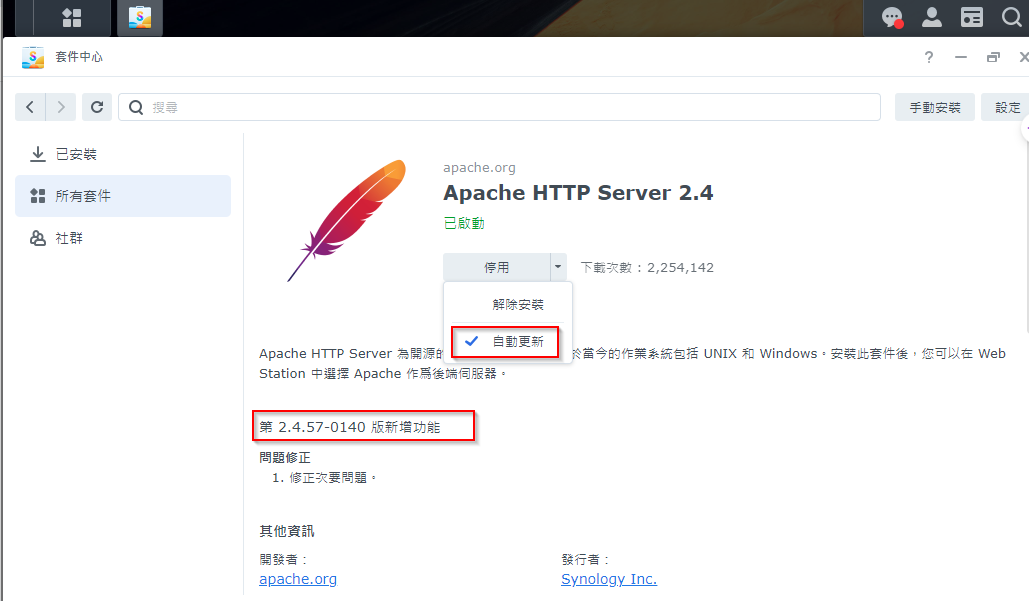 套件中心
搜尋
手動安裝
設定
已安裝
所有套件
社群
apache.org
Apache HTTP Server 2.4
已啟動
停用
下載次數：2,254,142
解除安裝
自動更新
Apache HTTP Server 為開源的 於當今的作業系統包括 UNIX 和 Windows。安裝此套件後，您可以在 Web
Station 中選擇 Apache 作為後端伺服器。
第 2.4.57-0140 版新增功能
問題修正
1. 修正次要問題。
其他資訊
開發者：
發行者：
apache.org
Synology Inc.